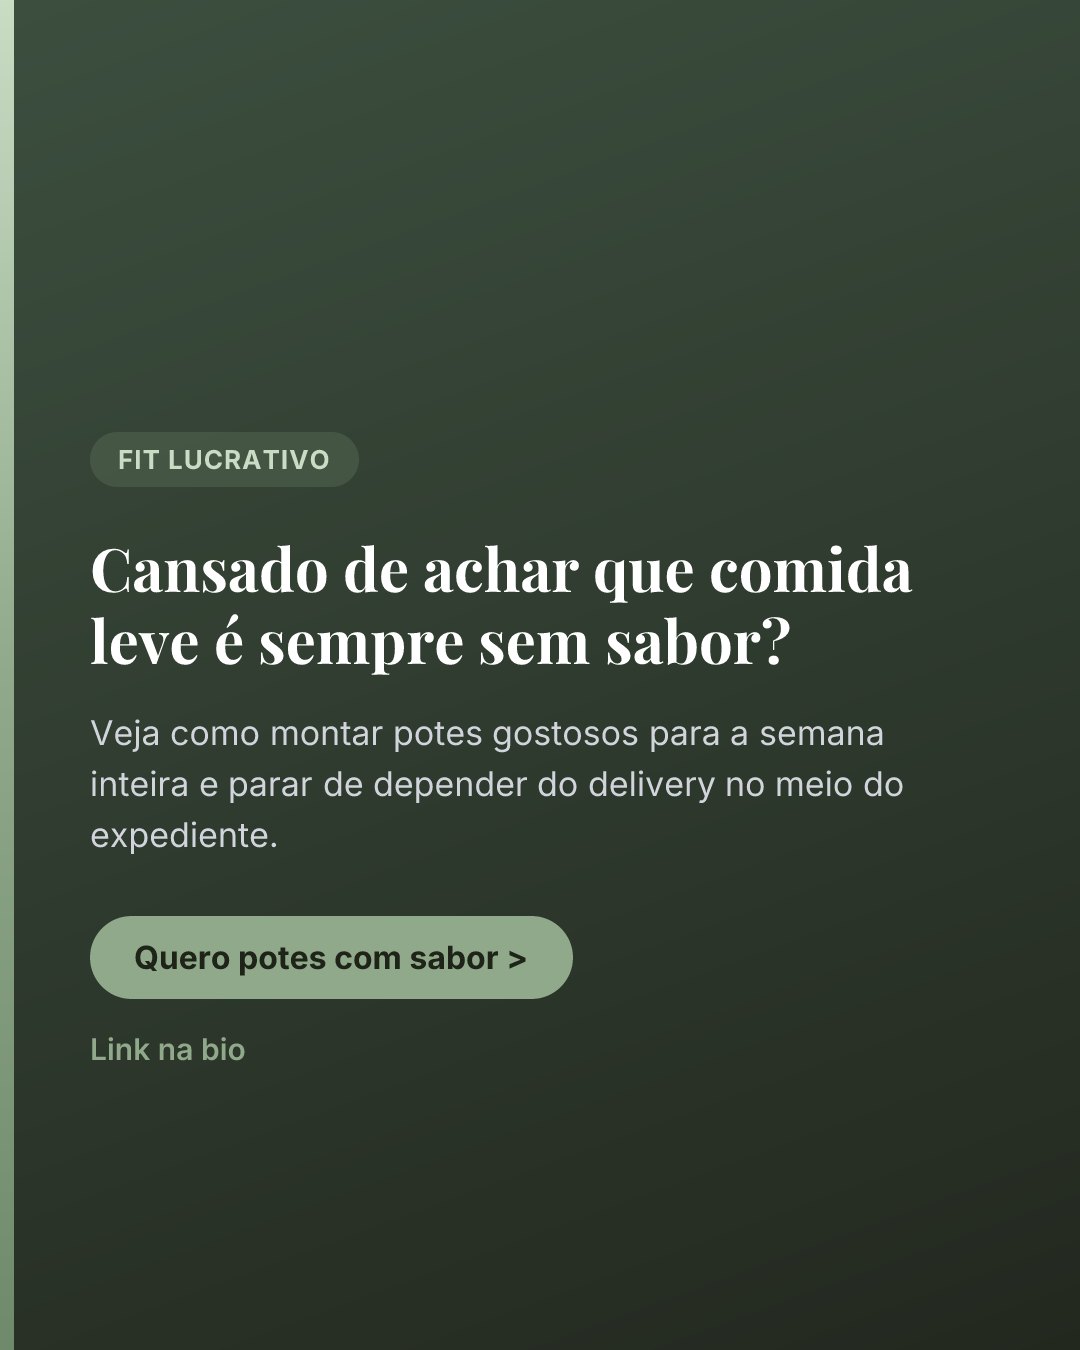 FIT LUCRATIVO
Cansado de achar que comida
leve é sempre sem sabor?
Veja como montar potes gostosos para a semana
inteira e parar de depender do delivery no meio do
expediente.
Quero potes com sabor >
Link na bio